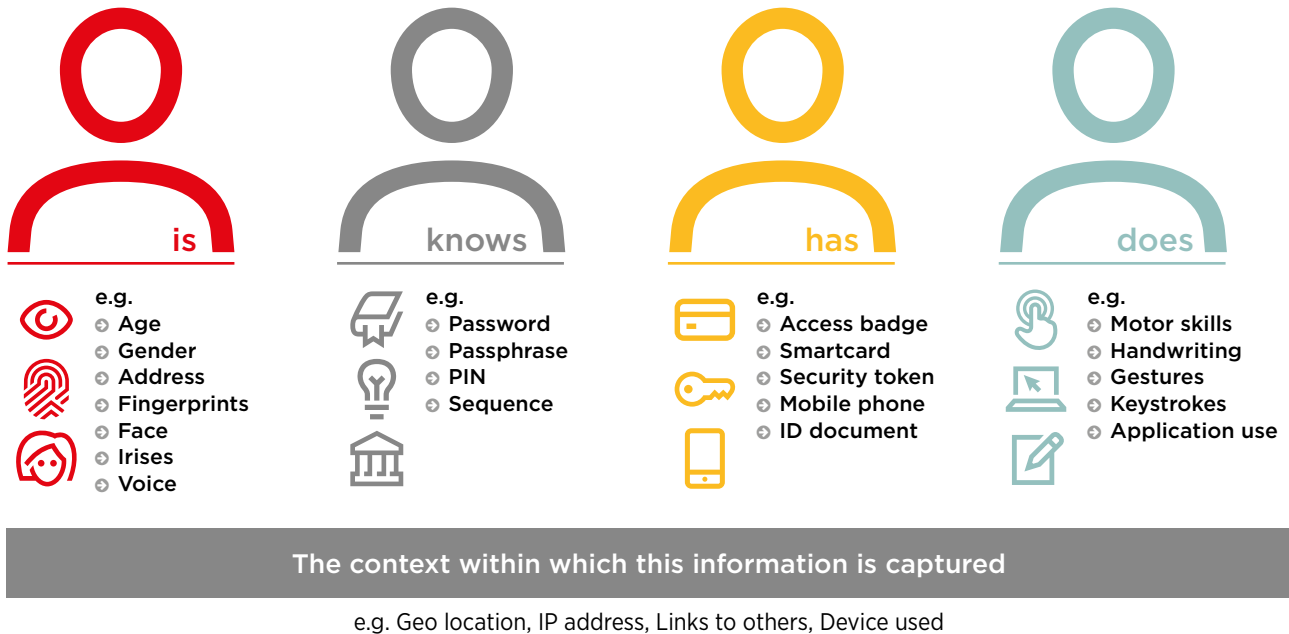 is
e.g.
Age
Gender
Address
Fingerprints
Face
Irises
Voice
knows
e.g.
Password
Passphrase
PIN
Sequence
has
e.g.
Access badge
Smartcard
Security token
Mobile phone
ID document
does
e.g.
Motor skills
Handwriting
Gestures
Keystrokes
Application use
The context within which this information is captured
e.g. Geo location, IP address, Links to others, Device used